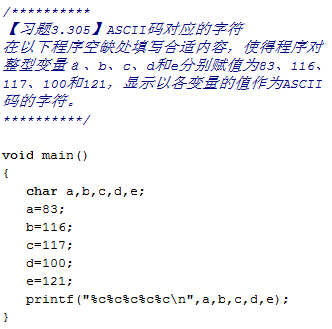 /**********
【习题3.305】ASCII码对应的字符
在以下程序空缺处填写合适内容，使得程序对
整型变量a、b、c、d和e分别赋值为83、116、
117、100和121，显示以各变量的值作为ASCII
码的字符。
**********/
void main()
{
char a,b,c,d,e;
a=83;
b=116;
c=117;
d=100;
e=121;
printf("%c%c%c%c%c\n",a,b,c,d,e);
}